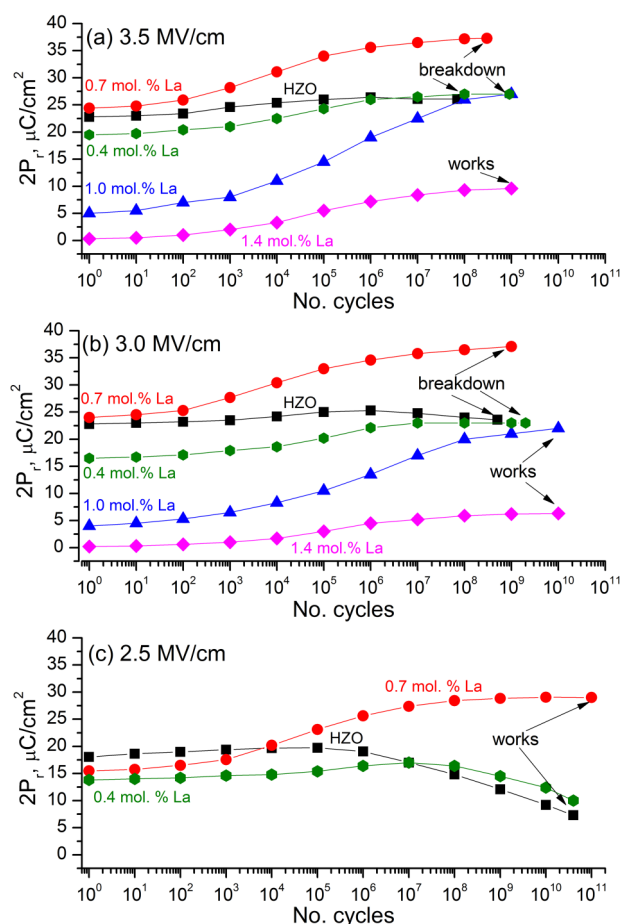 (a) 3.5 MV/cm
40
35
30
25
20
15
10
5
0
2Pr, μC/cm2
0.7 mol. % La
HZO
breakdown
0.4 mol.% La
1.0 mol.% La
works
1.4 mol.% La
10^0 10^1 10^2 10^3 10^4 10^5 10^6 10^7 10^8 10^9 10^10 10^11
No. cycles
(b) 3.0 MV/cm
40
35
30
25
20
15
10
5
0
2Pr, μC/cm2
0.7 mol.% La
HZO
breakdown
0.4 mol.% La
1.0 mol.% La
works
1.4 mol.% La
10^0 10^1 10^2 10^3 10^4 10^5 10^6 10^7 10^8 10^9 10^10 10^11
No. cycles
(c) 2.5 MV/cm
40
35
30
25
20
15
10
5
0
2Pr, μC/cm2
0.7 mol. % La
HZO
works
0.4 mol. % La
10^0 10^1 10^2 10^3 10^4 10^5 10^6 10^7 10^8 10^9 10^10 10^11
No. cycles